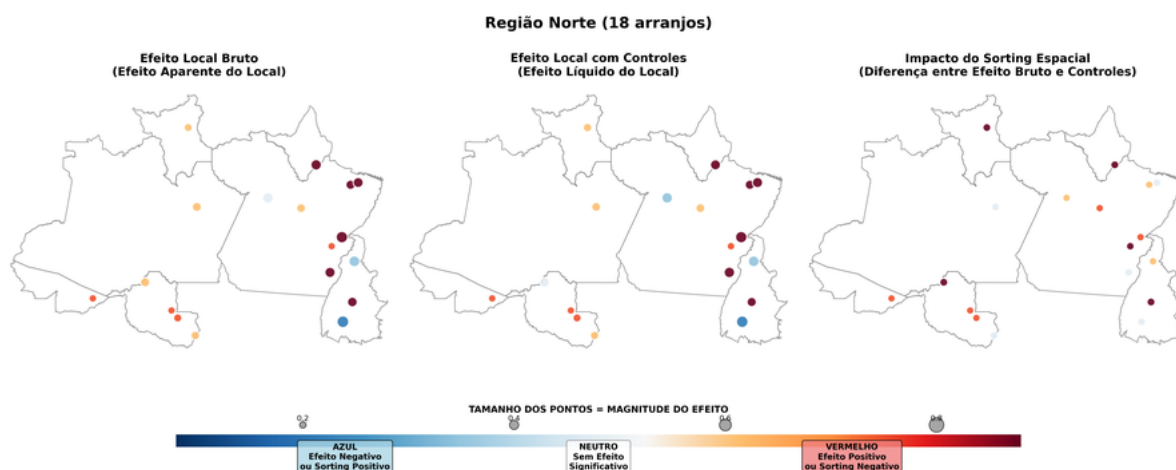 Região Norte (18 arranjos)
Efeito Local Bruto
(Efeito Aparente do Local)
Efeito Local com Controles
(Efeito Líquido do Local)
Impacto do Sorting Espacial
(Diferença entre Efeito Bruto e Controles)
TAMANHO DOS PONTOS = MAGNITUDE DO EFEITO
0.2
0.4
0.6
0.8
AZUL
Efeito Negativo
ou Sorting Positivo
NEUTRO
Sem Efeito
Significativo
VERMELHO
Efeito Positivo
ou Sorting Negativo